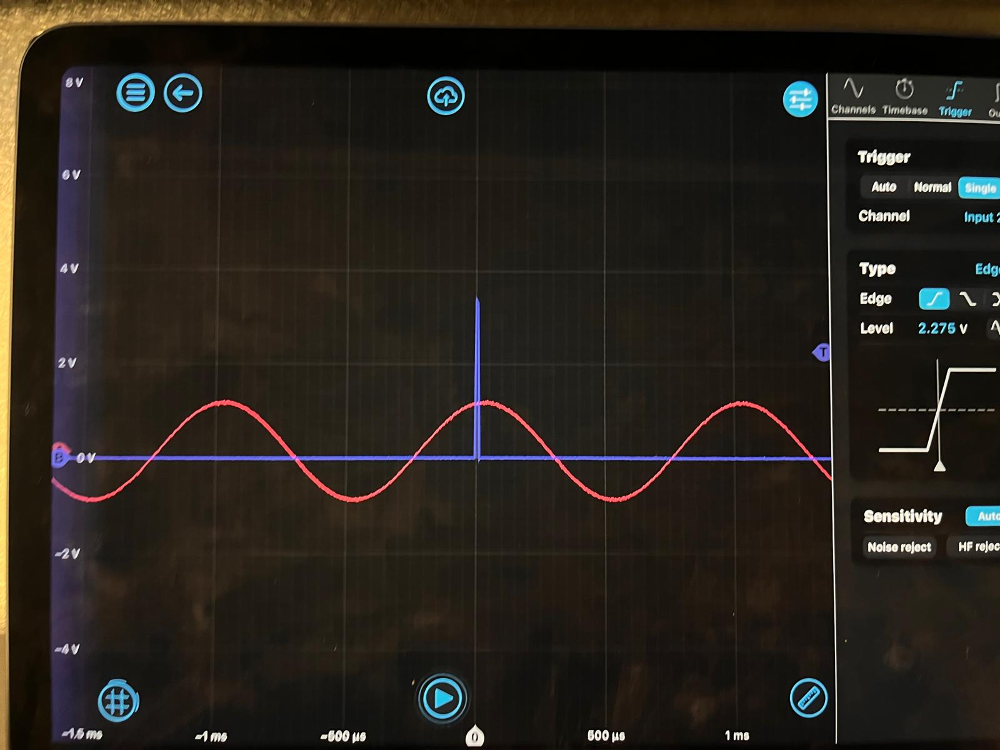 8 V
6 V
4 V
2 V
0 V
-2 V
-4 V
B
T
-1.5 ms
-1 ms
-500 µs
0
500 µs
1 ms
Channels Timebase Trigger Ou
Trigger
Auto Normal Single
Channel Input 2
Type Edge
Edge
Level 2.275 V
Sensitivity Auto
Noise reject HF rejec